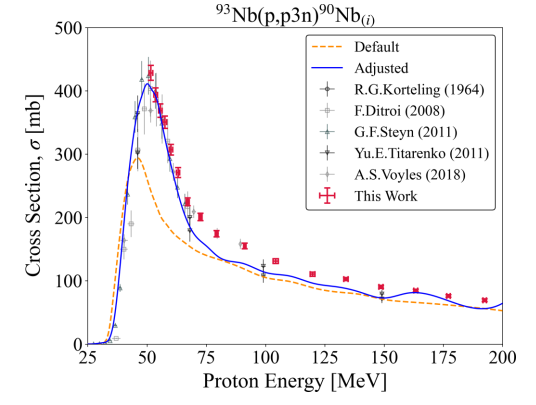 ⁹³Nb(p,p3n)⁹⁰Nb₍ᵢ₎
500
400
300
200
100
0
Cross Section, σ [mb]
Default
Adjusted
R.G.Korteling (1964)
F.Ditroi (2008)
G.F.Steyn (2011)
Yu.E.Titarenko (2011)
A.S.Voyles (2018)
This Work
25 50 75 100 125 150 175 200
Proton Energy [MeV]